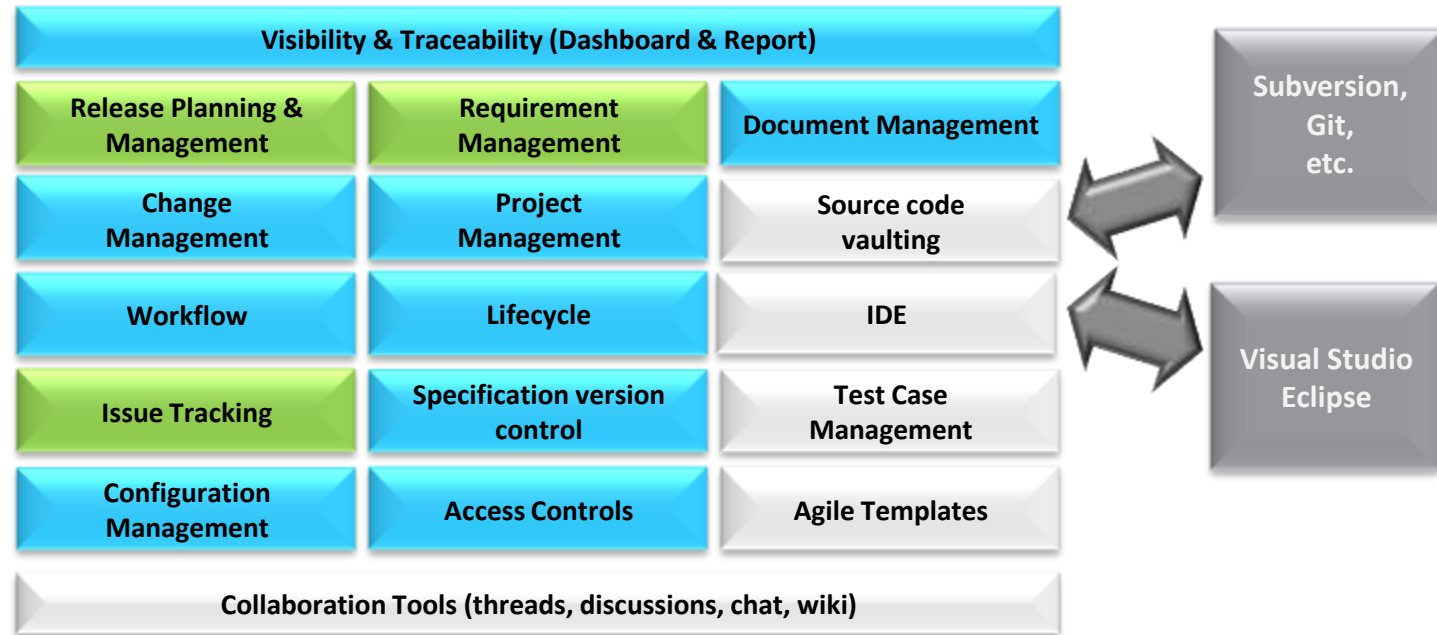 Visibility & Traceability (Dashboard & Report)
Release Planning &
Management
Requirement
Management
Document Management
Change
Management
Project
Management
Source code
vaulting
Workflow
Lifecycle
IDE
Issue Tracking
Specification version
control
Test Case
Management
Configuration
Management
Access Controls
Agile Templates
Collaboration Tools (threads, discussions, chat, wiki)
Subversion,
Git,
etc.
Visual Studio
Eclipse